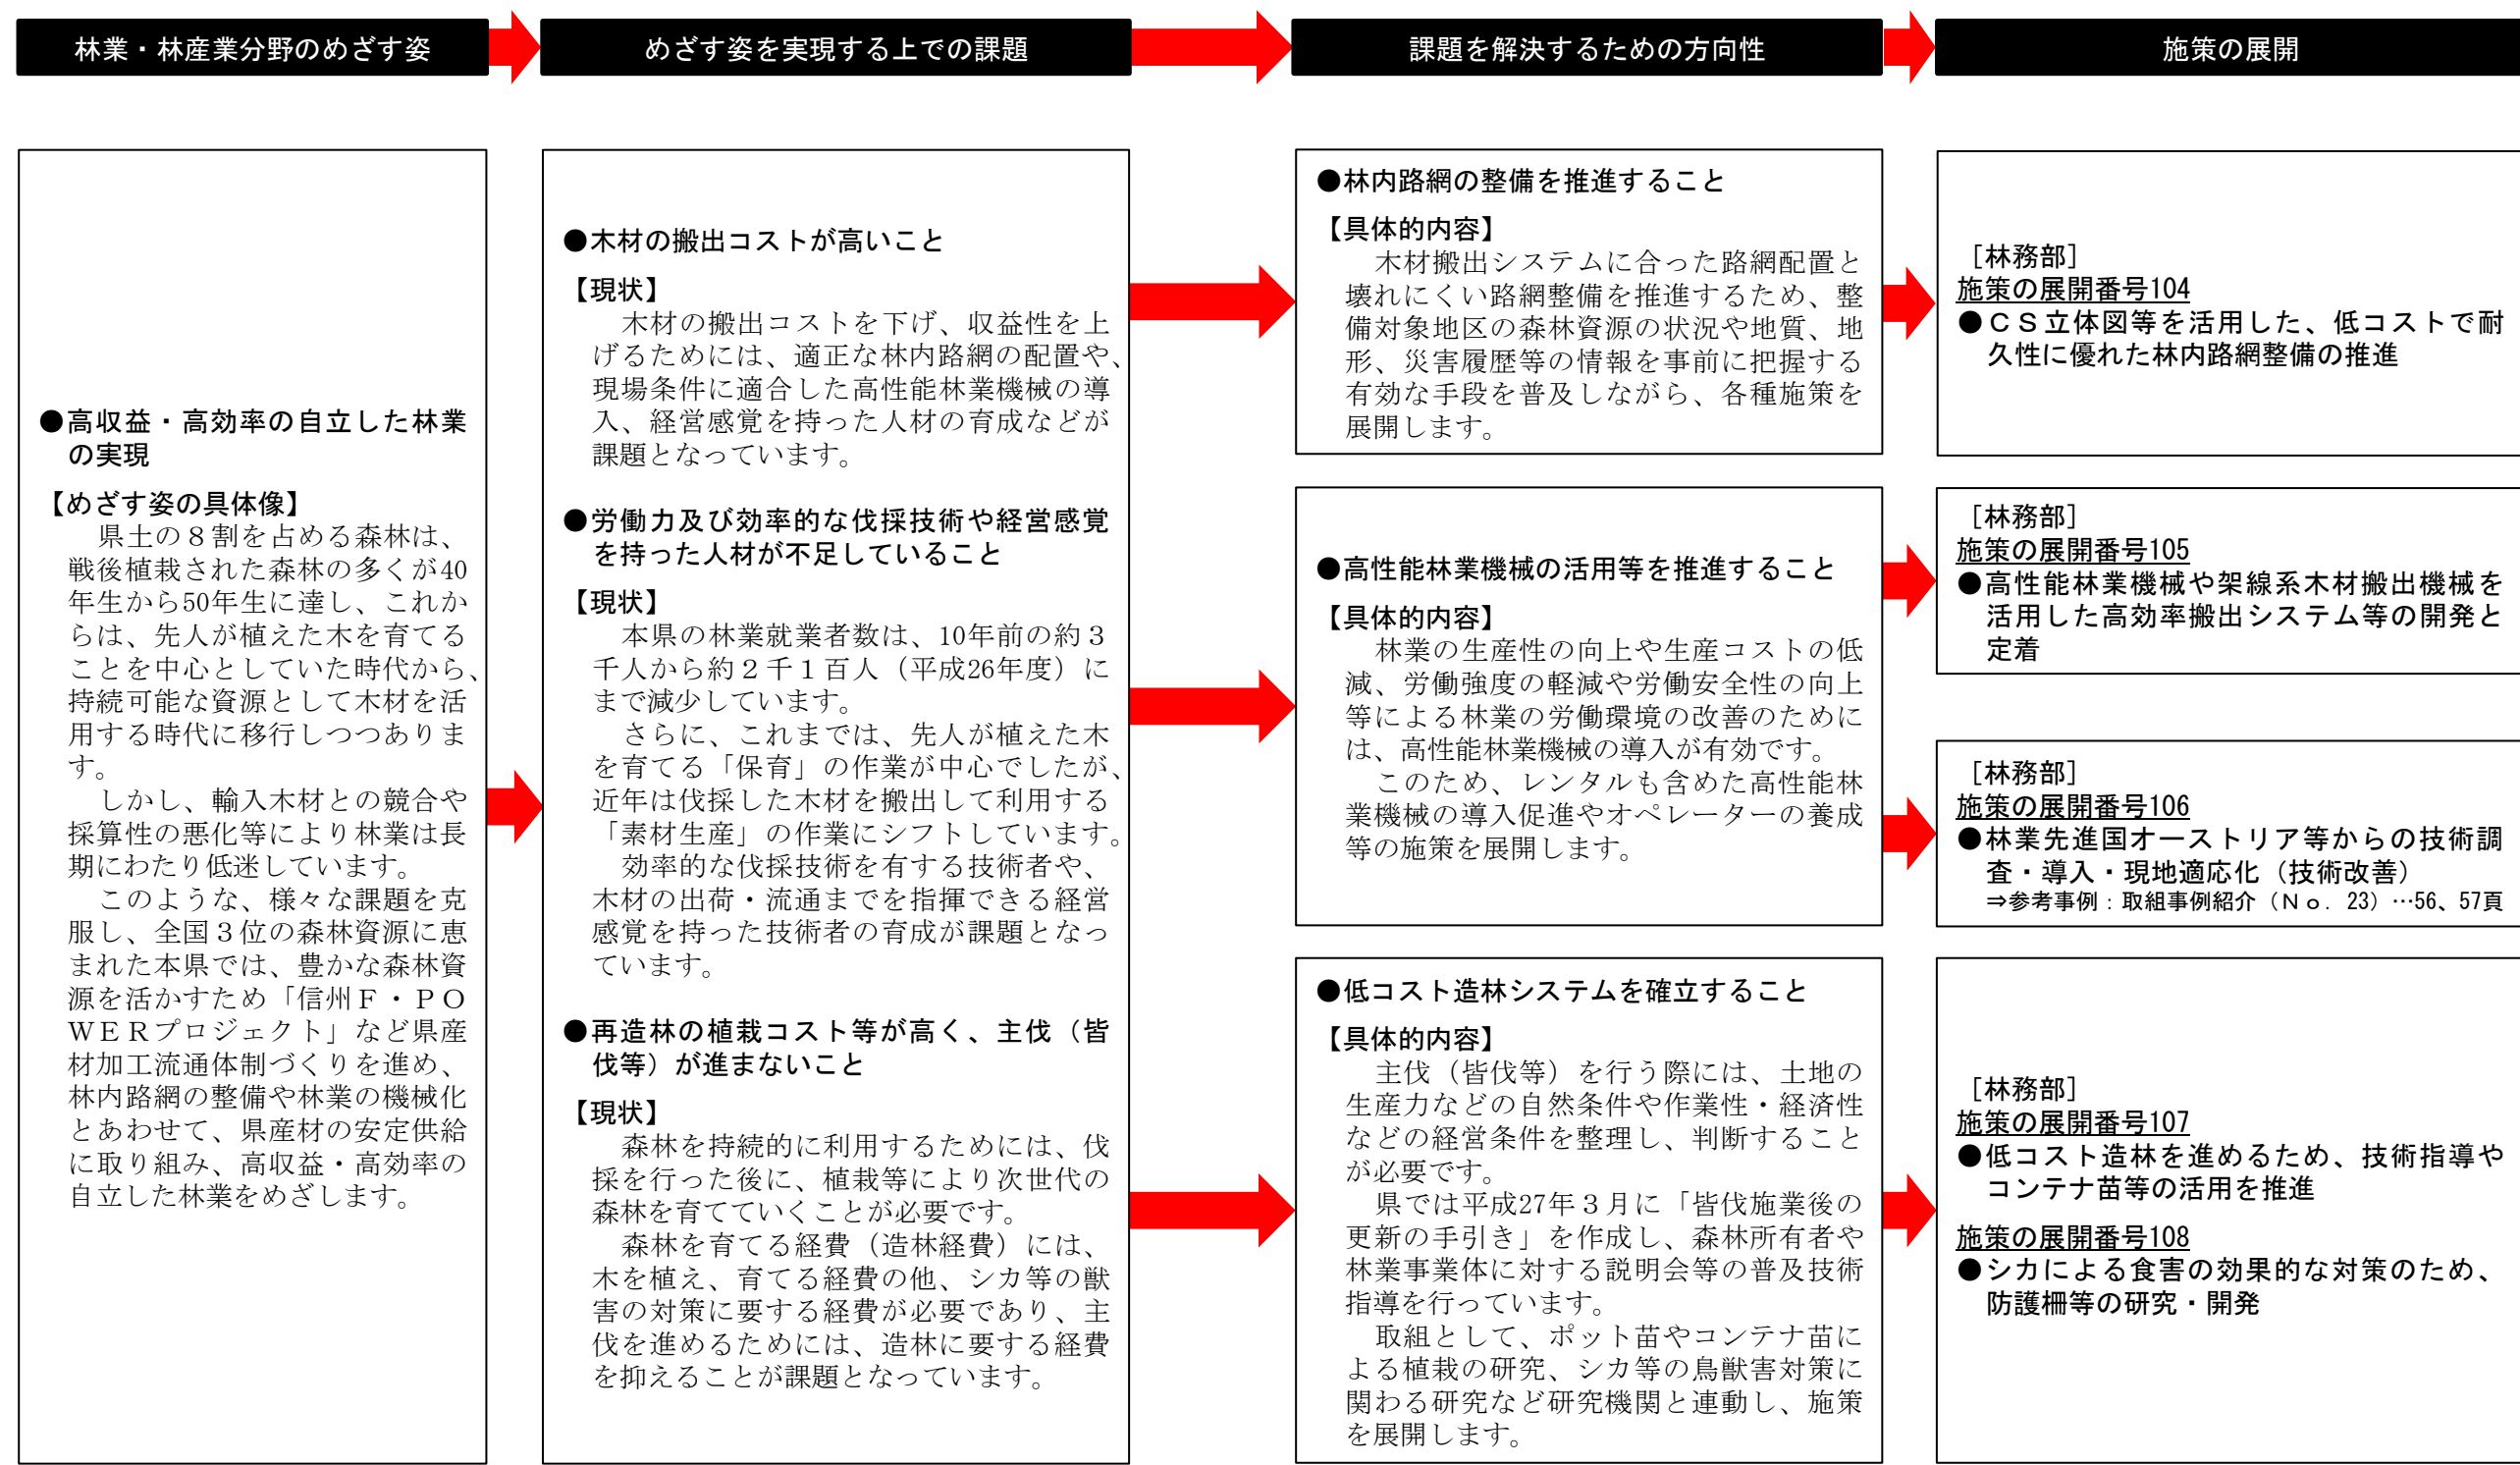 林業・林産業分野のめざす姿
めざす姿を実現する上での課題
課題を解決するための方向性
施策の展開
●高収益・高効率の自立した林業
の実現
【めざす姿の具体像】
県土の８割を占める森林は、
戦後植栽された森林の多くが40
年生から50年生に達し、これか
らは、先人が植えた木を育てる
ことを中心としていた時代から、
持続可能な資源として木材を活
用する時代に移行しつつありま
す。
しかし、輸入木材との競合や
採算性の悪化等により林業は長
期にわたり低迷しています。
このような、様々な課題を克
服し、全国３位の森林資源に恵
まれた本県では、豊かな森林資
源を活かすため「信州Ｆ・ＰＯ
ＷＥＲプロジェクト」など県産
材加工流通体制づくりを進め、
林内路網の整備や林業の機械化
とあわせて、県産材の安定供給
に取り組み、高収益・高効率の
自立した林業をめざします。
●木材の搬出コストが高いこと
【現状】
木材の搬出コストを下げ、収益性を上
げるためには、適正な林内路網の配置や、
現場条件に適合した高性能林業機械の導
入、経営感覚を持った人材の育成などが
課題となっています。
●労働力及び効率的な伐採技術や経営感覚
を持った人材が不足していること
【現状】
本県の林業就業者数は、10年前の約３
千人から約２千１百人（平成26年度）に
まで減少しています。
さらに、これまでは、先人が植えた木
を育てる「保育」の作業が中心でしたが、
近年は伐採した木材を搬出して利用する
「素材生産」の作業にシフトしています。
効率的な伐採技術を有する技術者や、
木材の出荷・流通までを指揮できる経営
感覚を持った技術者の育成が課題となっ
ています。
●再造林の植栽コスト等が高く、主伐（皆
伐等）が進まないこと
【現状】
森林を持続的に利用するためには、伐
採を行った後に、植栽等により次世代の
森林を育てていくことが必要です。
森林を育てる経費（造林経費）には、
木を植え、育てる経費の他、シカ等の獣
害の対策に要する経費が必要であり、主
伐を進めるためには、造林に要する経費
を抑えることが課題となっています。
●林内路網の整備を推進すること
【具体的内容】
木材搬出システムに合った路網配置と
壊れにくい路網整備を推進するため、整
備対象地区の森林資源の状況や地質、地
形、災害履歴等の情報を事前に把握する
有効な手段を普及しながら、各種施策を
展開します。
●高性能林業機械の活用等を推進すること
【具体的内容】
林業の生産性の向上や生産コストの低
減、労働強度の軽減や労働安全性の向上
等による林業の労働環境の改善のために
は、高性能林業機械の導入が有効です。
このため、レンタルも含めた高性能林
業機械の導入促進やオペレーターの養成
等の施策を展開します。
●低コスト造林システムを確立すること
【具体的内容】
主伐（皆伐等）を行う際には、土地の
生産力などの自然条件や作業性・経済性
などの経営条件を整理し、判断すること
が必要です。
県では平成27年３月に「皆伐施業後の
更新の手引き」を作成し、森林所有者や
林業事業体に対する説明会等の普及技術
指導を行っています。
取組として、ポット苗やコンテナ苗に
よる植栽の研究、シカ等の鳥獣害対策に
関わる研究など研究機関と連動し、施策
を展開します。
［林務部］
施策の展開番号104
●ＣＳ立体図等を活用した、低コストで耐
久性に優れた林内路網整備の推進
［林務部］
施策の展開番号105
●高性能林業機械や架線系木材搬出機械を
活用した高効率搬出システム等の開発と
定着
［林務部］
施策の展開番号106
●林業先進国オーストリア等からの技術調
査・導入・現地適応化（技術改善）
⇒参考事例：取組事例紹介（Ｎｏ．23）…56、57頁
［林務部］
施策の展開番号107
●低コスト造林を進めるため、技術指導や
コンテナ苗等の活用を推進
施策の展開番号108
●シカによる食害の効果的な対策のため、
防護柵等の研究・開発